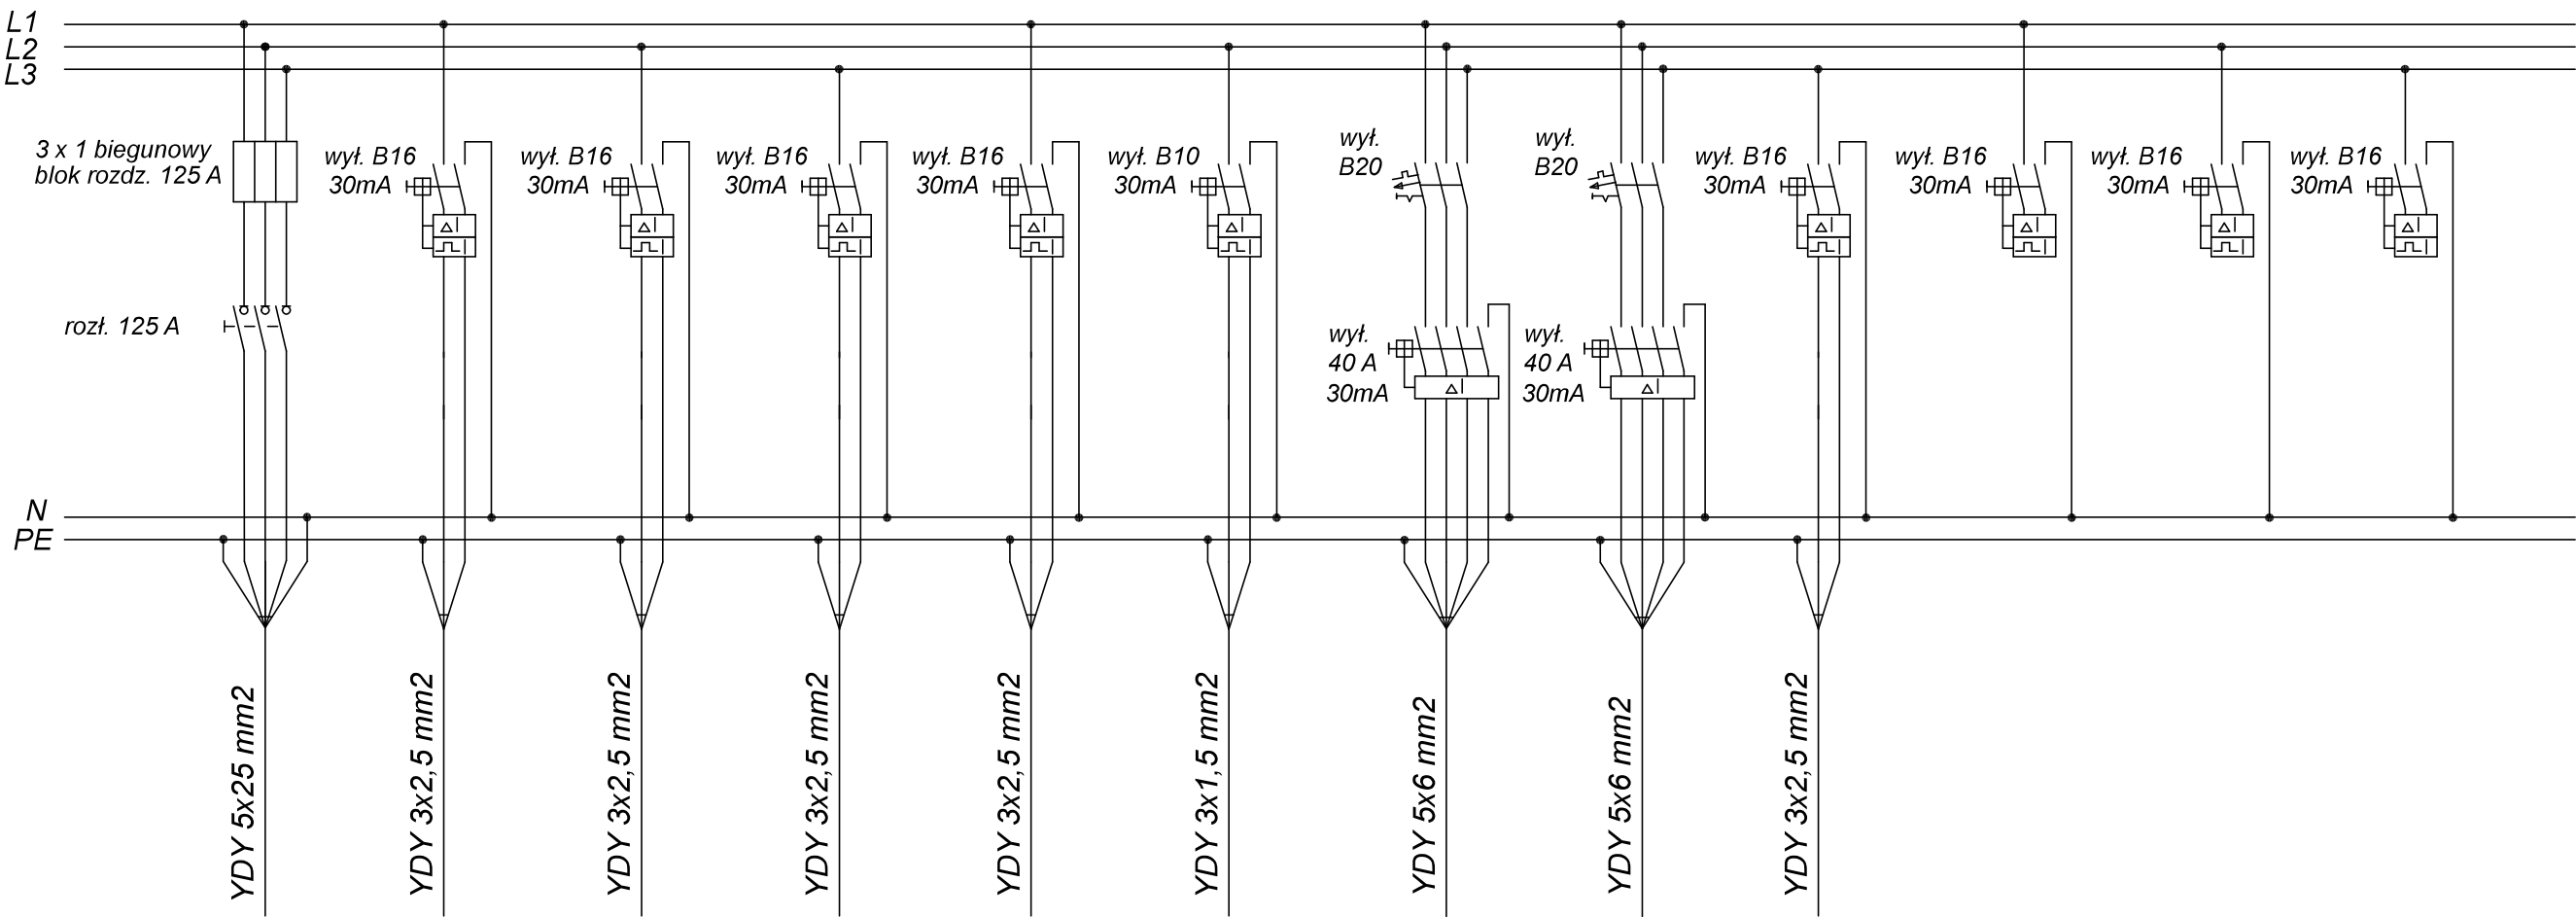 L1
L2
L3
3 x 1 biegunowy
blok rozdz. 125 A
rozł. 125 A
wył. B16
30mA
wył. B16
30mA
wył. B16
30mA
wył. B16
30mA
wył. B10
30mA
wył.
B20
wył.
40 A
30mA
wył.
B20
wył.
40 A
30mA
wył. B16
30mA
wył. B16
30mA
wył. B16
30mA
wył. B16
30mA
Δ I
Δ I
Δ I
Δ I
Δ I
Δ I
Δ I
Δ I
Δ I
Δ I
Δ I
N
PE
YDY 5x25 mm2
YDY 3x2,5 mm2
YDY 3x2,5 mm2
YDY 3x2,5 mm2
YDY 3x2,5 mm2
YDY 3x1,5 mm2
YDY 5x6 mm2
YDY 5x6 mm2
YDY 3x2,5 mm2